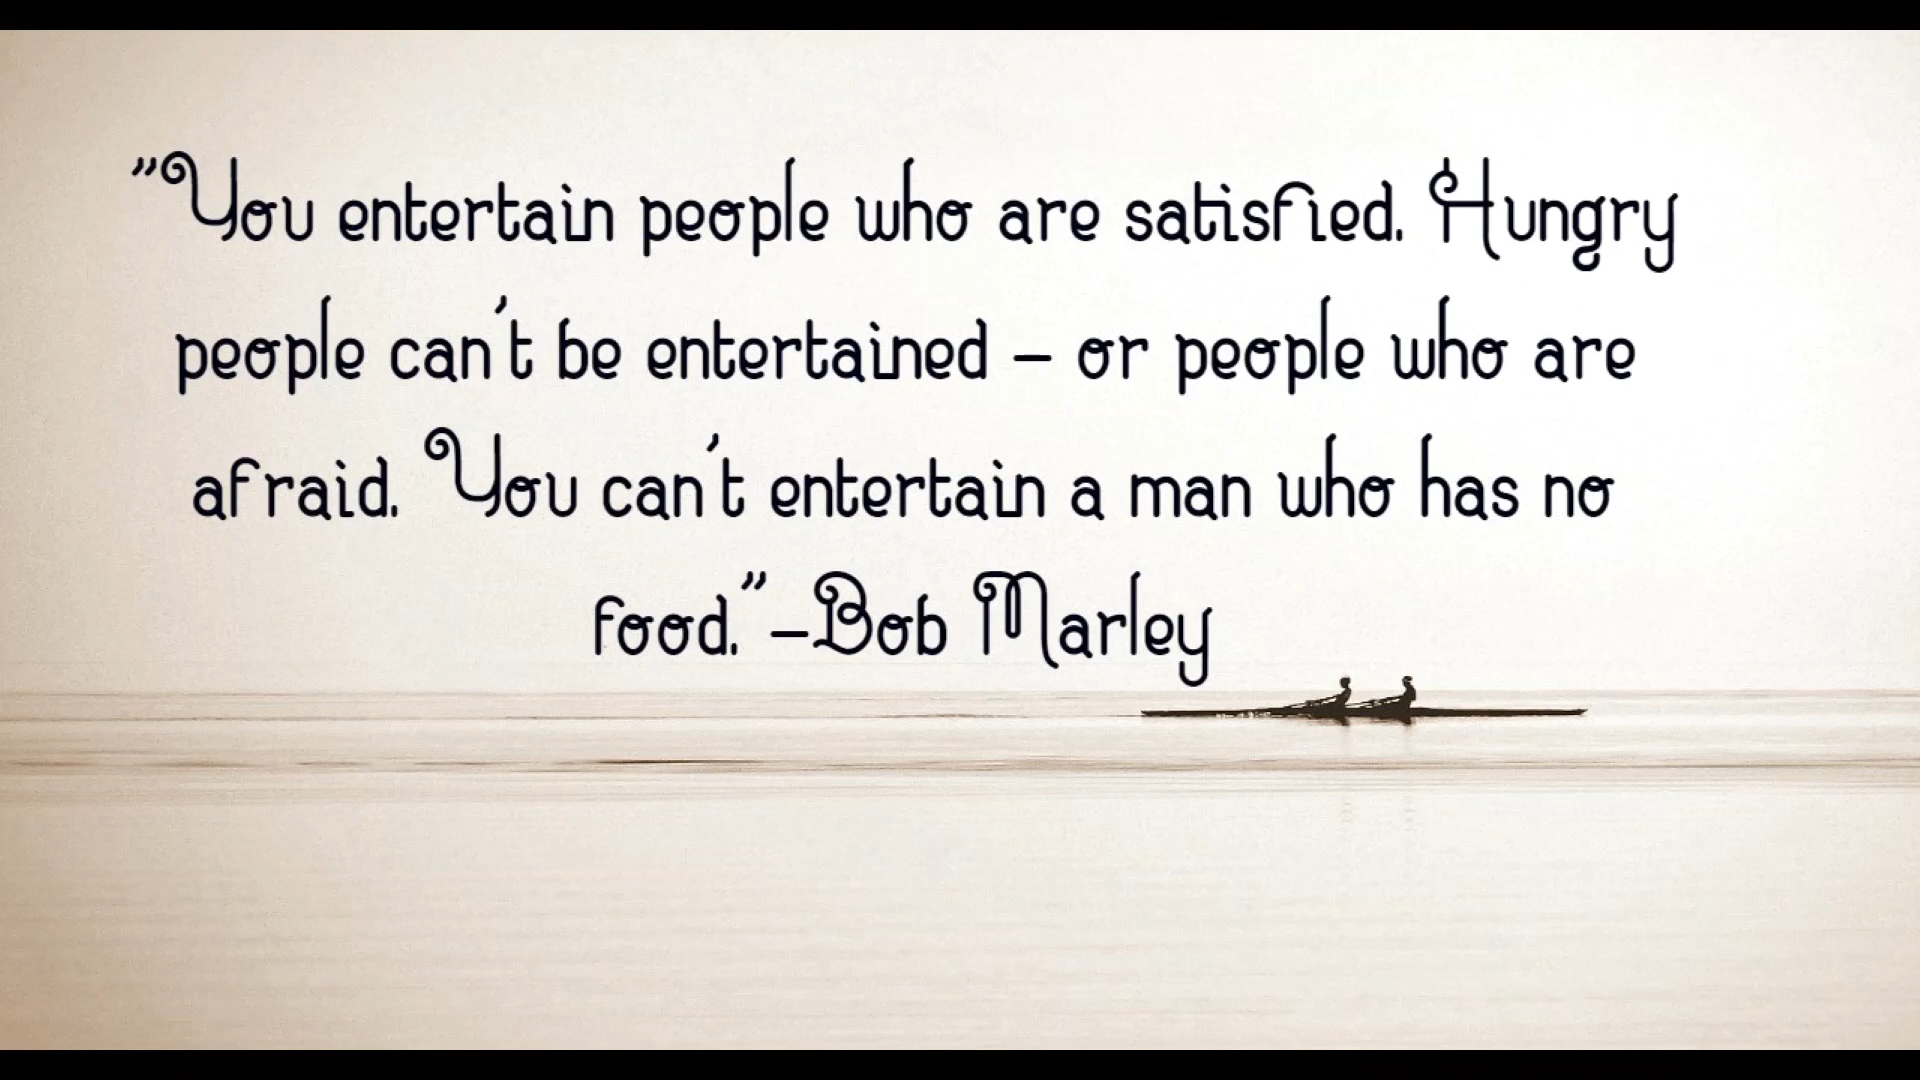 "You entertain people who are satisfied. Hungry
people can't be entertained – or people who are
afraid. You can't entertain a man who has no
food." –Bob Marley